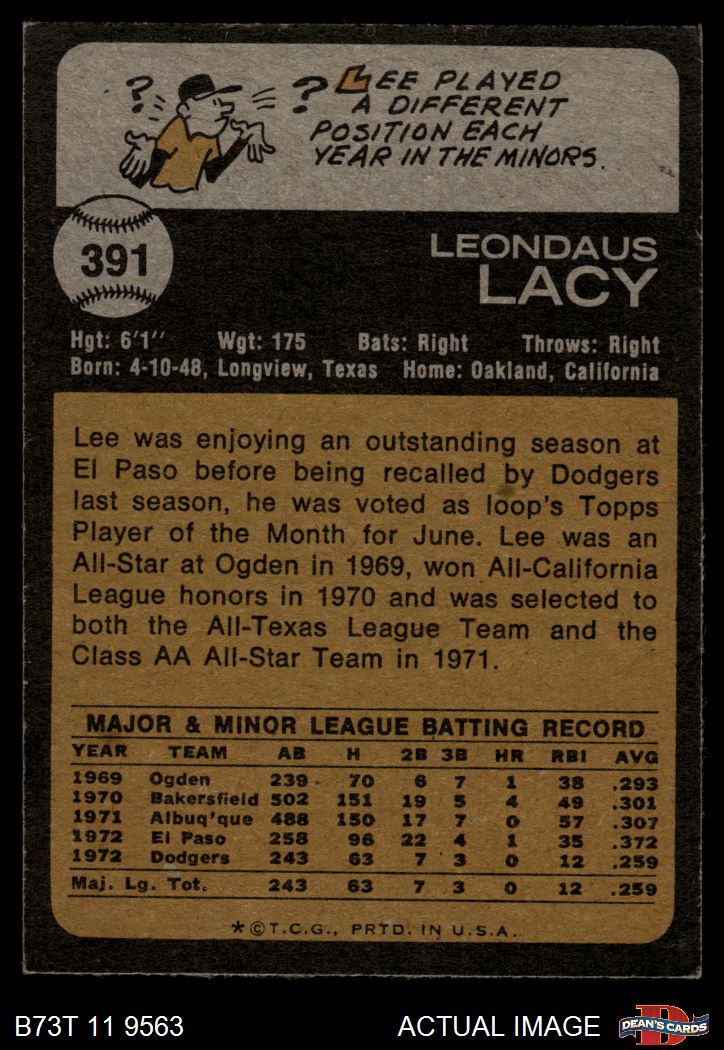 ? ? LEE PLAYED
A DIFFERENT
POSITION EACH
YEAR IN THE MINORS.
391
LEONDAUS
LACY
Hgt: 6'1" Wgt: 175 Bats: Right Throws: Right
Born: 4-10-48, Longview, Texas Home: Oakland, California
Lee was enjoying an outstanding season at
El Paso before being recalled by Dodgers
last season, he was voted as loop's Topps
Player of the Month for June. Lee was an
All-Star at Ogden in 1969, won All-California
League honors in 1970 and was selected to
both the All-Texas League Team and the
Class AA All-Star Team in 1971.
MAJOR & MINOR LEAGUE BATTING RECORD
YEAR TEAM AB H 2B 3B HR RBI AVG
1969 Ogden 239 70 6 7 1 38 .293
1970 Bakersfield 502 151 19 5 4 49 .301
1971 Albuq'que 488 150 17 7 0 57 .307
1972 El Paso 258 96 22 4 1 35 .372
1972 Dodgers 243 63 7 3 0 12 .259
Maj. Lg. Tot. 243 63 7 3 0 12 .259
*©T.C.G., PRTD. IN U.S.A.
B73T 11 9563 ACTUAL IMAGE D DEAN'S CARDS